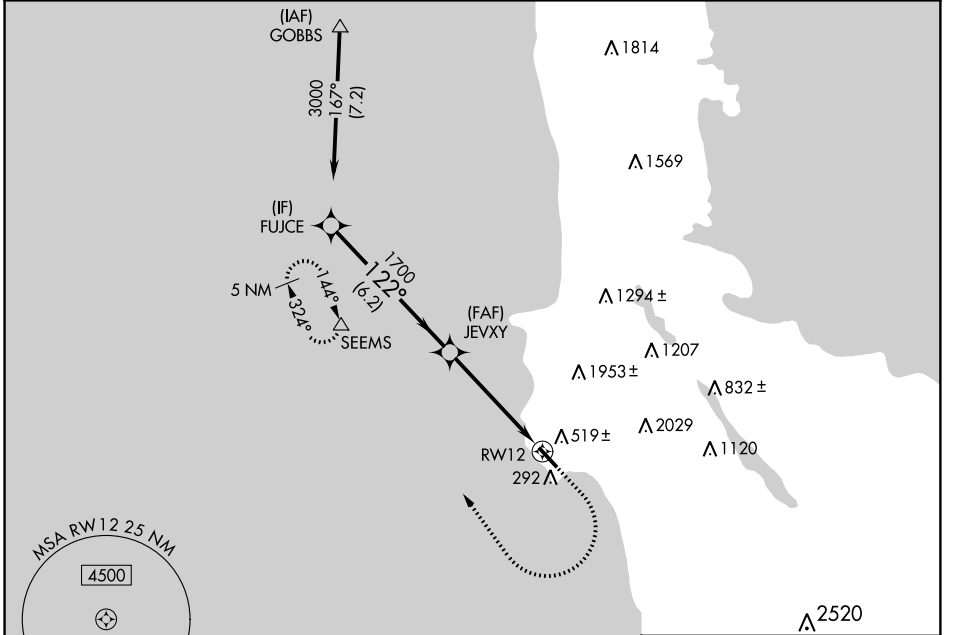 (IAF)
GOBBS
3000
167°
(7.2)
1814
1569
(IF)
FUJCE
1700
122°
(6.2)
5 NM
144°
324°
SEEMS
(FAF)
JEVXY
1294 ±
1207
1953 ±
832 ±
2029
519 ±
1120
RW12
292
MSA RW12 25 NM
4500
2520